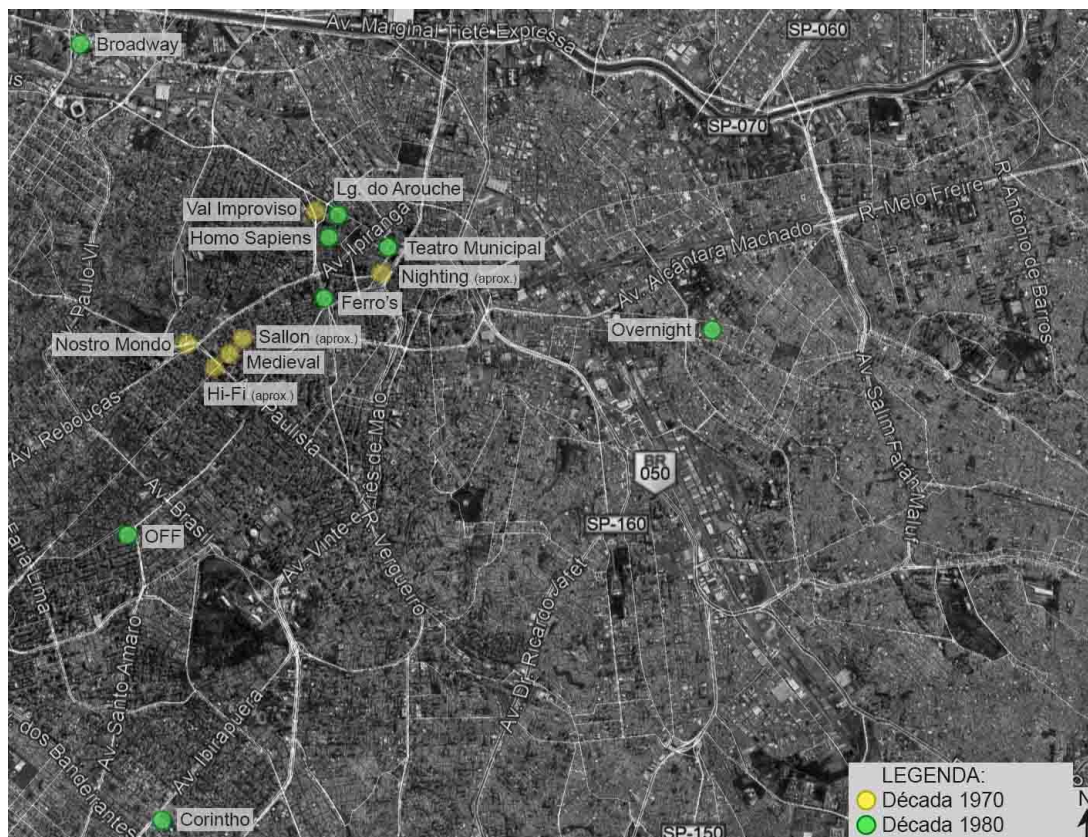 Broadway
Av. Marginal Tietê Expressa
SP-060
SP-070
Lg. do Arouche
Val Improviso
Homo Sapiens
Av. Ipiranga
Teatro Municipal
Nighting (aprox.)
Ferro's
Av. Alcântara Machado
R. Melo Freire
R. Antônio de Barros
Paulo VI
Overnight
Nostro Mondo
Sallon (aprox.)
Medieval
Hi-Fi (aprox.)
Av. Rebouças
Paulista
Av. Salim Farah Maluf
BR
050
SP-160
Av. Brasil
OFF
Av. Vinte e Três de Maio
R. Vergueiro
Faria Lima
Av. Dr. Ricardo Jafet
Av. Santo Amaro
Av. Ibirapuera
dos Bandeirantes
Corintho
SP-150
LEGENDA:
Década 1970
Década 1980
N